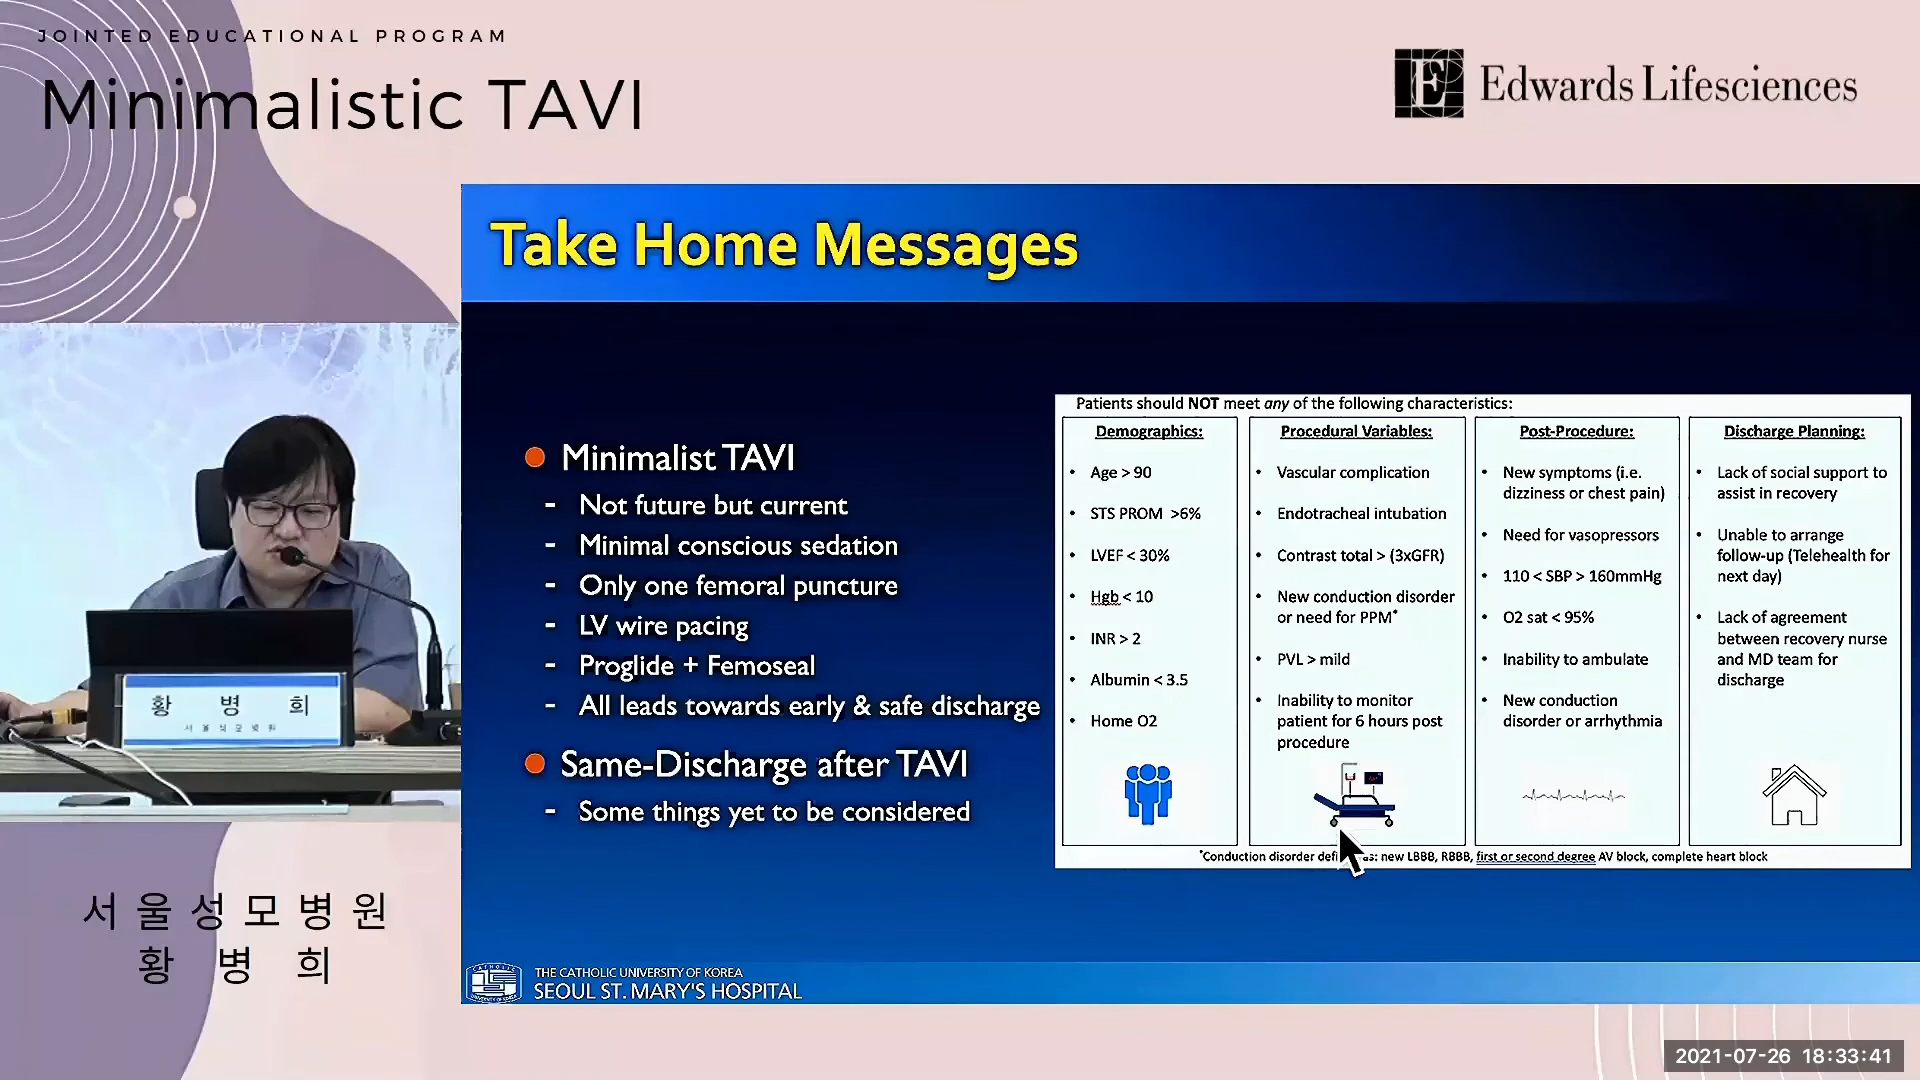 JOINTED EDUCATIONAL PROGRAM
Minimalistic TAVI
Edwards Lifesciences
Take Home Messages
Minimalist TAVI
- Not future but current
- Minimal conscious sedation
- Only one femoral puncture
- LV wire pacing
- Proglide + Femoseal
- All leads towards early & safe discharge
Same-Discharge after TAVI
- Some things yet to be considered
Patients should NOT meet any of the following characteristics:
Demographics:
• Age > 90
• STS PROM >6%
• LVEF < 30%
• Hgb < 10
• INR > 2
• Albumin < 3.5
• Home O2
Procedural Variables:
• Vascular complication
• Endotracheal intubation
• Contrast total > (3xGFR)
• New conduction disorder
or need for PPM*
• PVL > mild
• Inability to monitor
patient for 6 hours post
procedure
Post-Procedure:
• New symptoms (i.e.
dizziness or chest pain)
• Need for vasopressors
• 110 < SBP > 160mmHg
• O2 sat < 95%
• Inability to ambulate
• New conduction
disorder or arrhythmia
Discharge Planning:
• Lack of social support to
assist in recovery
• Unable to arrange
follow-up (Telehealth for
next day)
• Lack of agreement
between recovery nurse
and MD team for
discharge
*Conduction disorder as: new LBBB, RBBB, first or second degree AV block, complete heart block
황 병 희
서울성모병원
서울성모병원
황 병 희
THE CATHOLIC UNIVERSITY OF KOREA
SEOUL ST. MARY'S HOSPITAL
2021-07-26 18:33:41